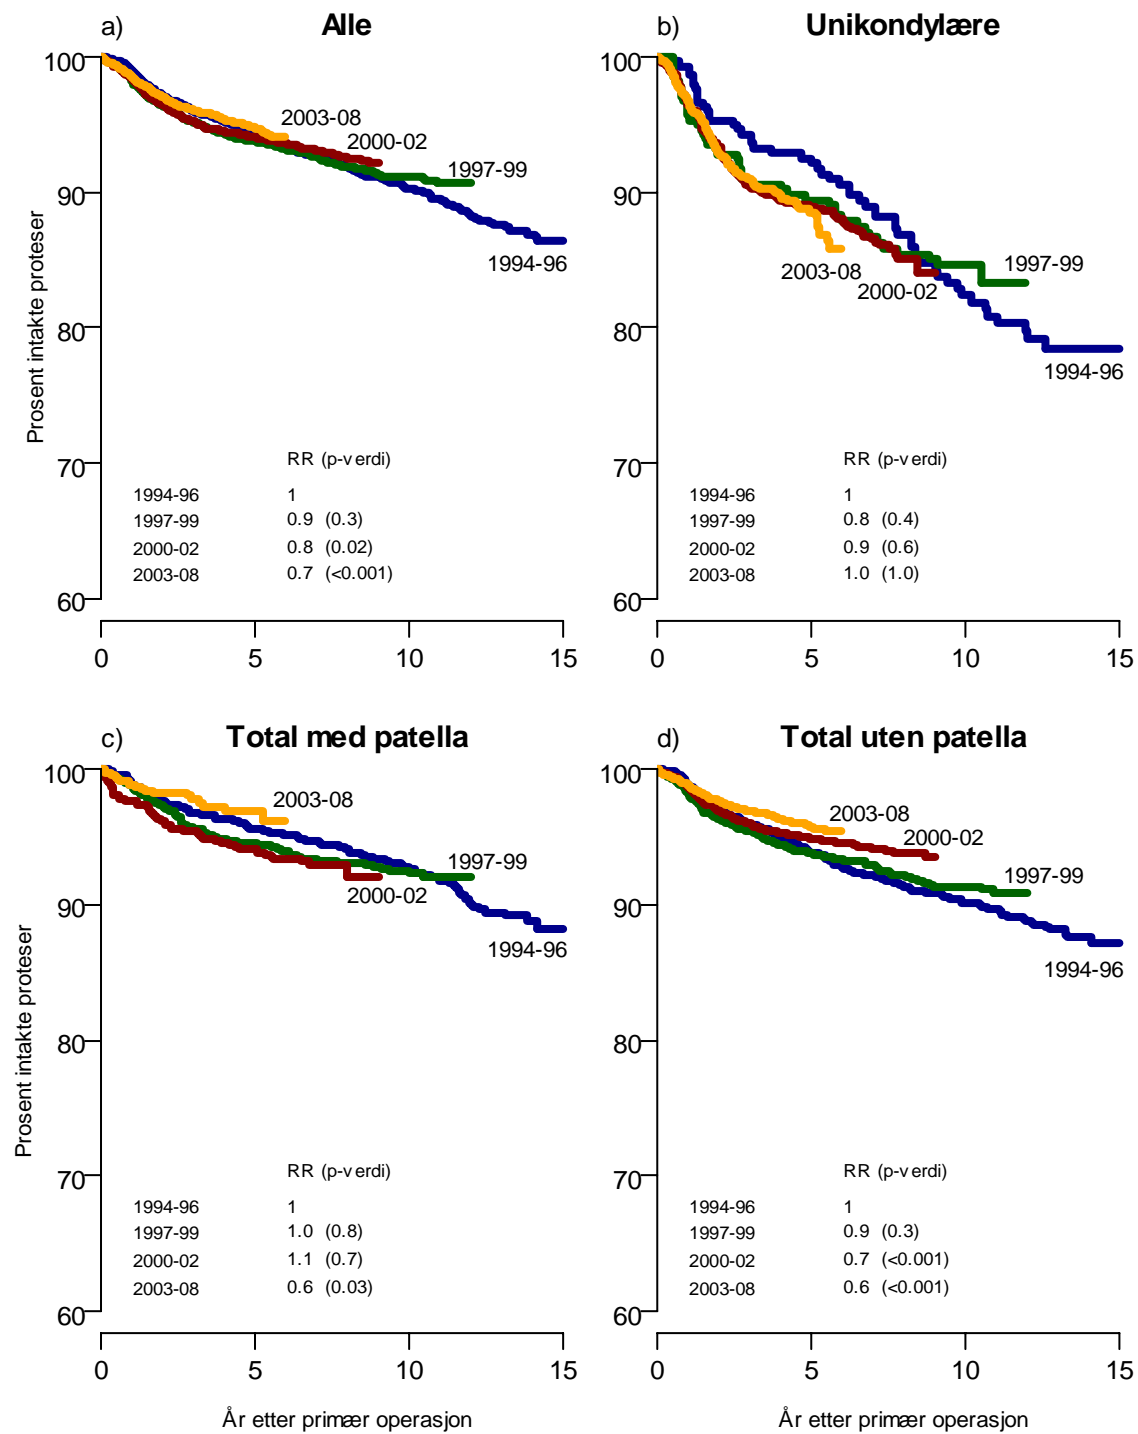 a) Alle
100
90
80
70
60
Prosent intakte proteser
2003-08
2000-02
1997-99
1994-96
RR (p-verdi)
1994-96 1
1997-99 0.9 (0.3)
2000-02 0.8 (0.02)
2003-08 0.7 (<0.001)
0 5 10 15
b) Unikondylære
100
90
80
70
60
1997-99
2003-08
2000-02
1994-96
RR (p-verdi)
1994-96 1
1997-99 0.8 (0.4)
2000-02 0.9 (0.6)
2003-08 1.0 (1.0)
0 5 10 15
c) Total med patella
100
90
80
70
60
Prosent intakte proteser
2003-08
1997-99
2000-02
1994-96
RR (p-verdi)
1994-96 1
1997-99 1.0 (0.8)
2000-02 1.1 (0.7)
2003-08 0.6 (0.03)
0 5 10 15
År etter primær operasjon
d) Total uten patella
100
90
80
70
60
2003-08
2000-02
1997-99
1994-96
RR (p-verdi)
1994-96 1
1997-99 0.9 (0.3)
2000-02 0.7 (<0.001)
2003-08 0.6 (<0.001)
0 5 10 15
År etter primær operasjon